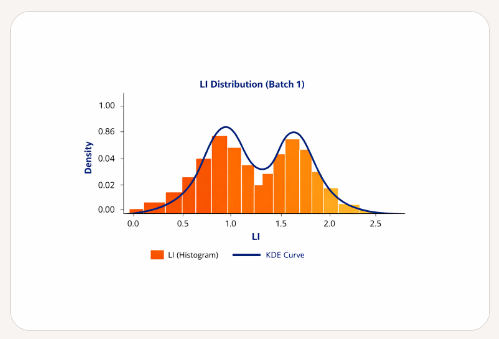 LI Distribution (Batch 1)
Density
1.00
0.86
0.04
0.02
0.00
0.0 0.5 1.0 1.5 2.0 2.5
LI
LI (Histogram) KDE Curve